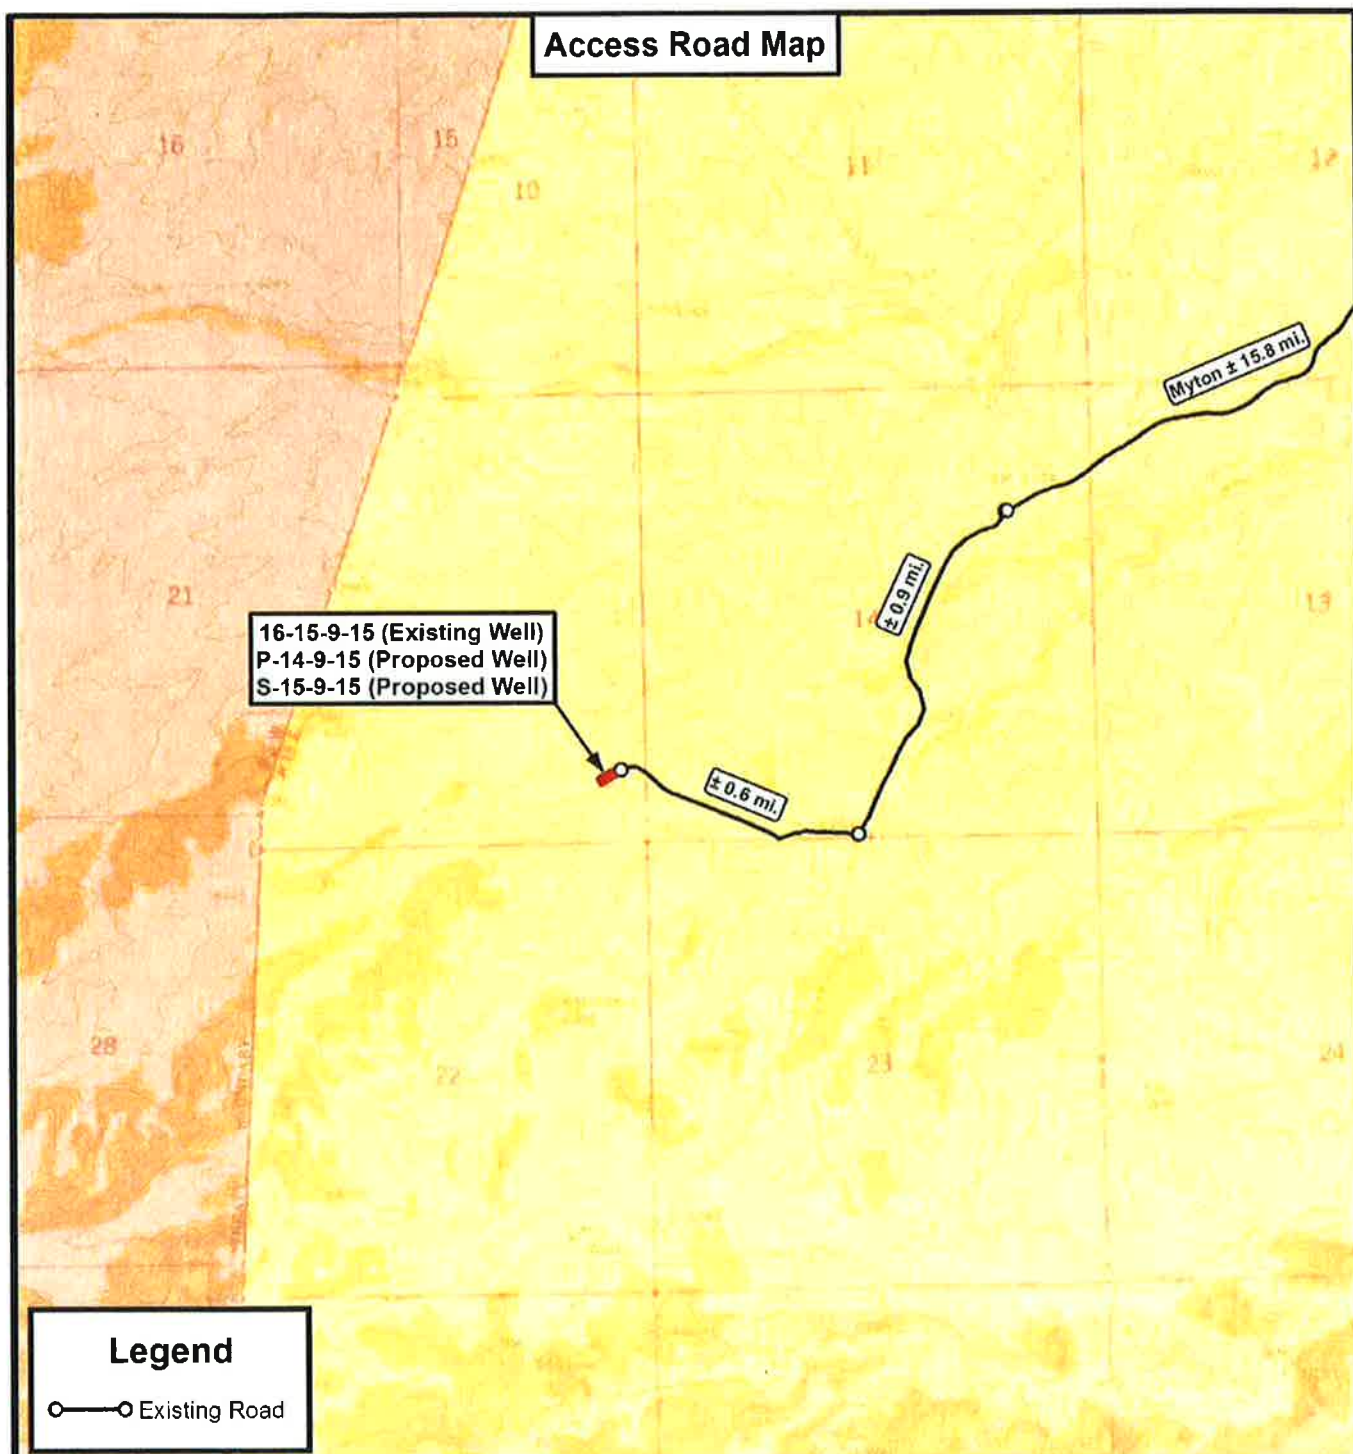 Access Road Map
16
15
10
11
12
Myton ± 15.8 mi.
± 0.9 mi.
21
14
13
16-15-9-15 (Existing Well)
P-14-9-15 (Proposed Well)
S-15-9-15 (Proposed Well)
± 0.6 mi.
28
22
23
24
Legend
Existing Road